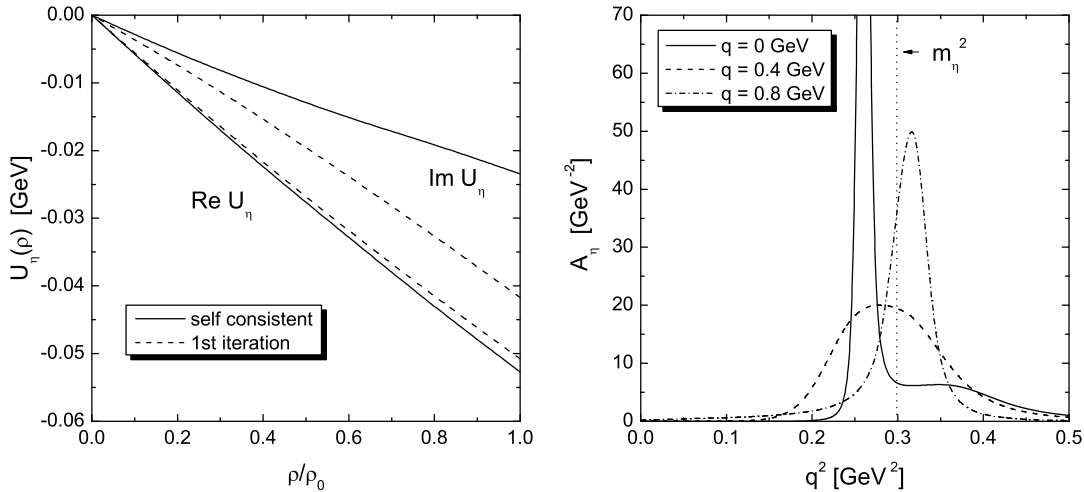 0.00
-0.01
-0.02
-0.03
-0.04
-0.05
-0.06
U_η(ρ) [GeV]
Re U_η
Im U_η
self consistent
1st iteration
0.0 0.2 0.4 0.6 0.8 1.0
ρ/ρ_0
70
60
50
40
30
20
10
0
A_η [GeV^-2]
q = 0 GeV
q = 0.4 GeV
q = 0.8 GeV
m_η^2
0.0 0.1 0.2 0.3 0.4 0.5
q^2 [GeV^2]